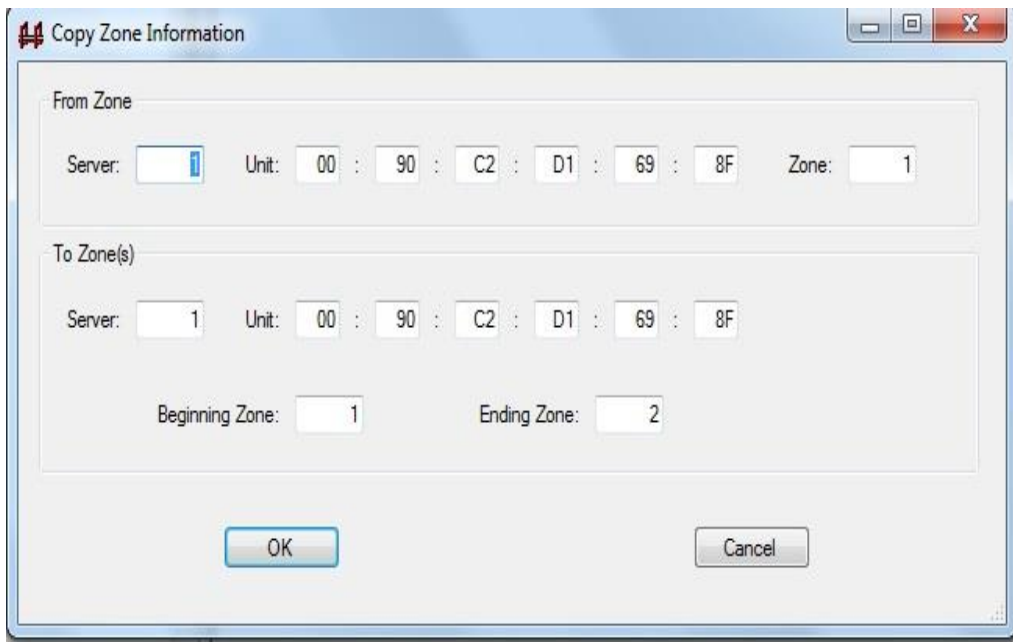 Copy Zone Information
From Zone
Server: 1 Unit: 00 : 90 : C2 : D1 : 69 : 8F Zone: 1
To Zone(s)
Server: 1 Unit: 00 : 90 : C2 : D1 : 69 : 8F
Beginning Zone: 1 Ending Zone: 2
OK Cancel